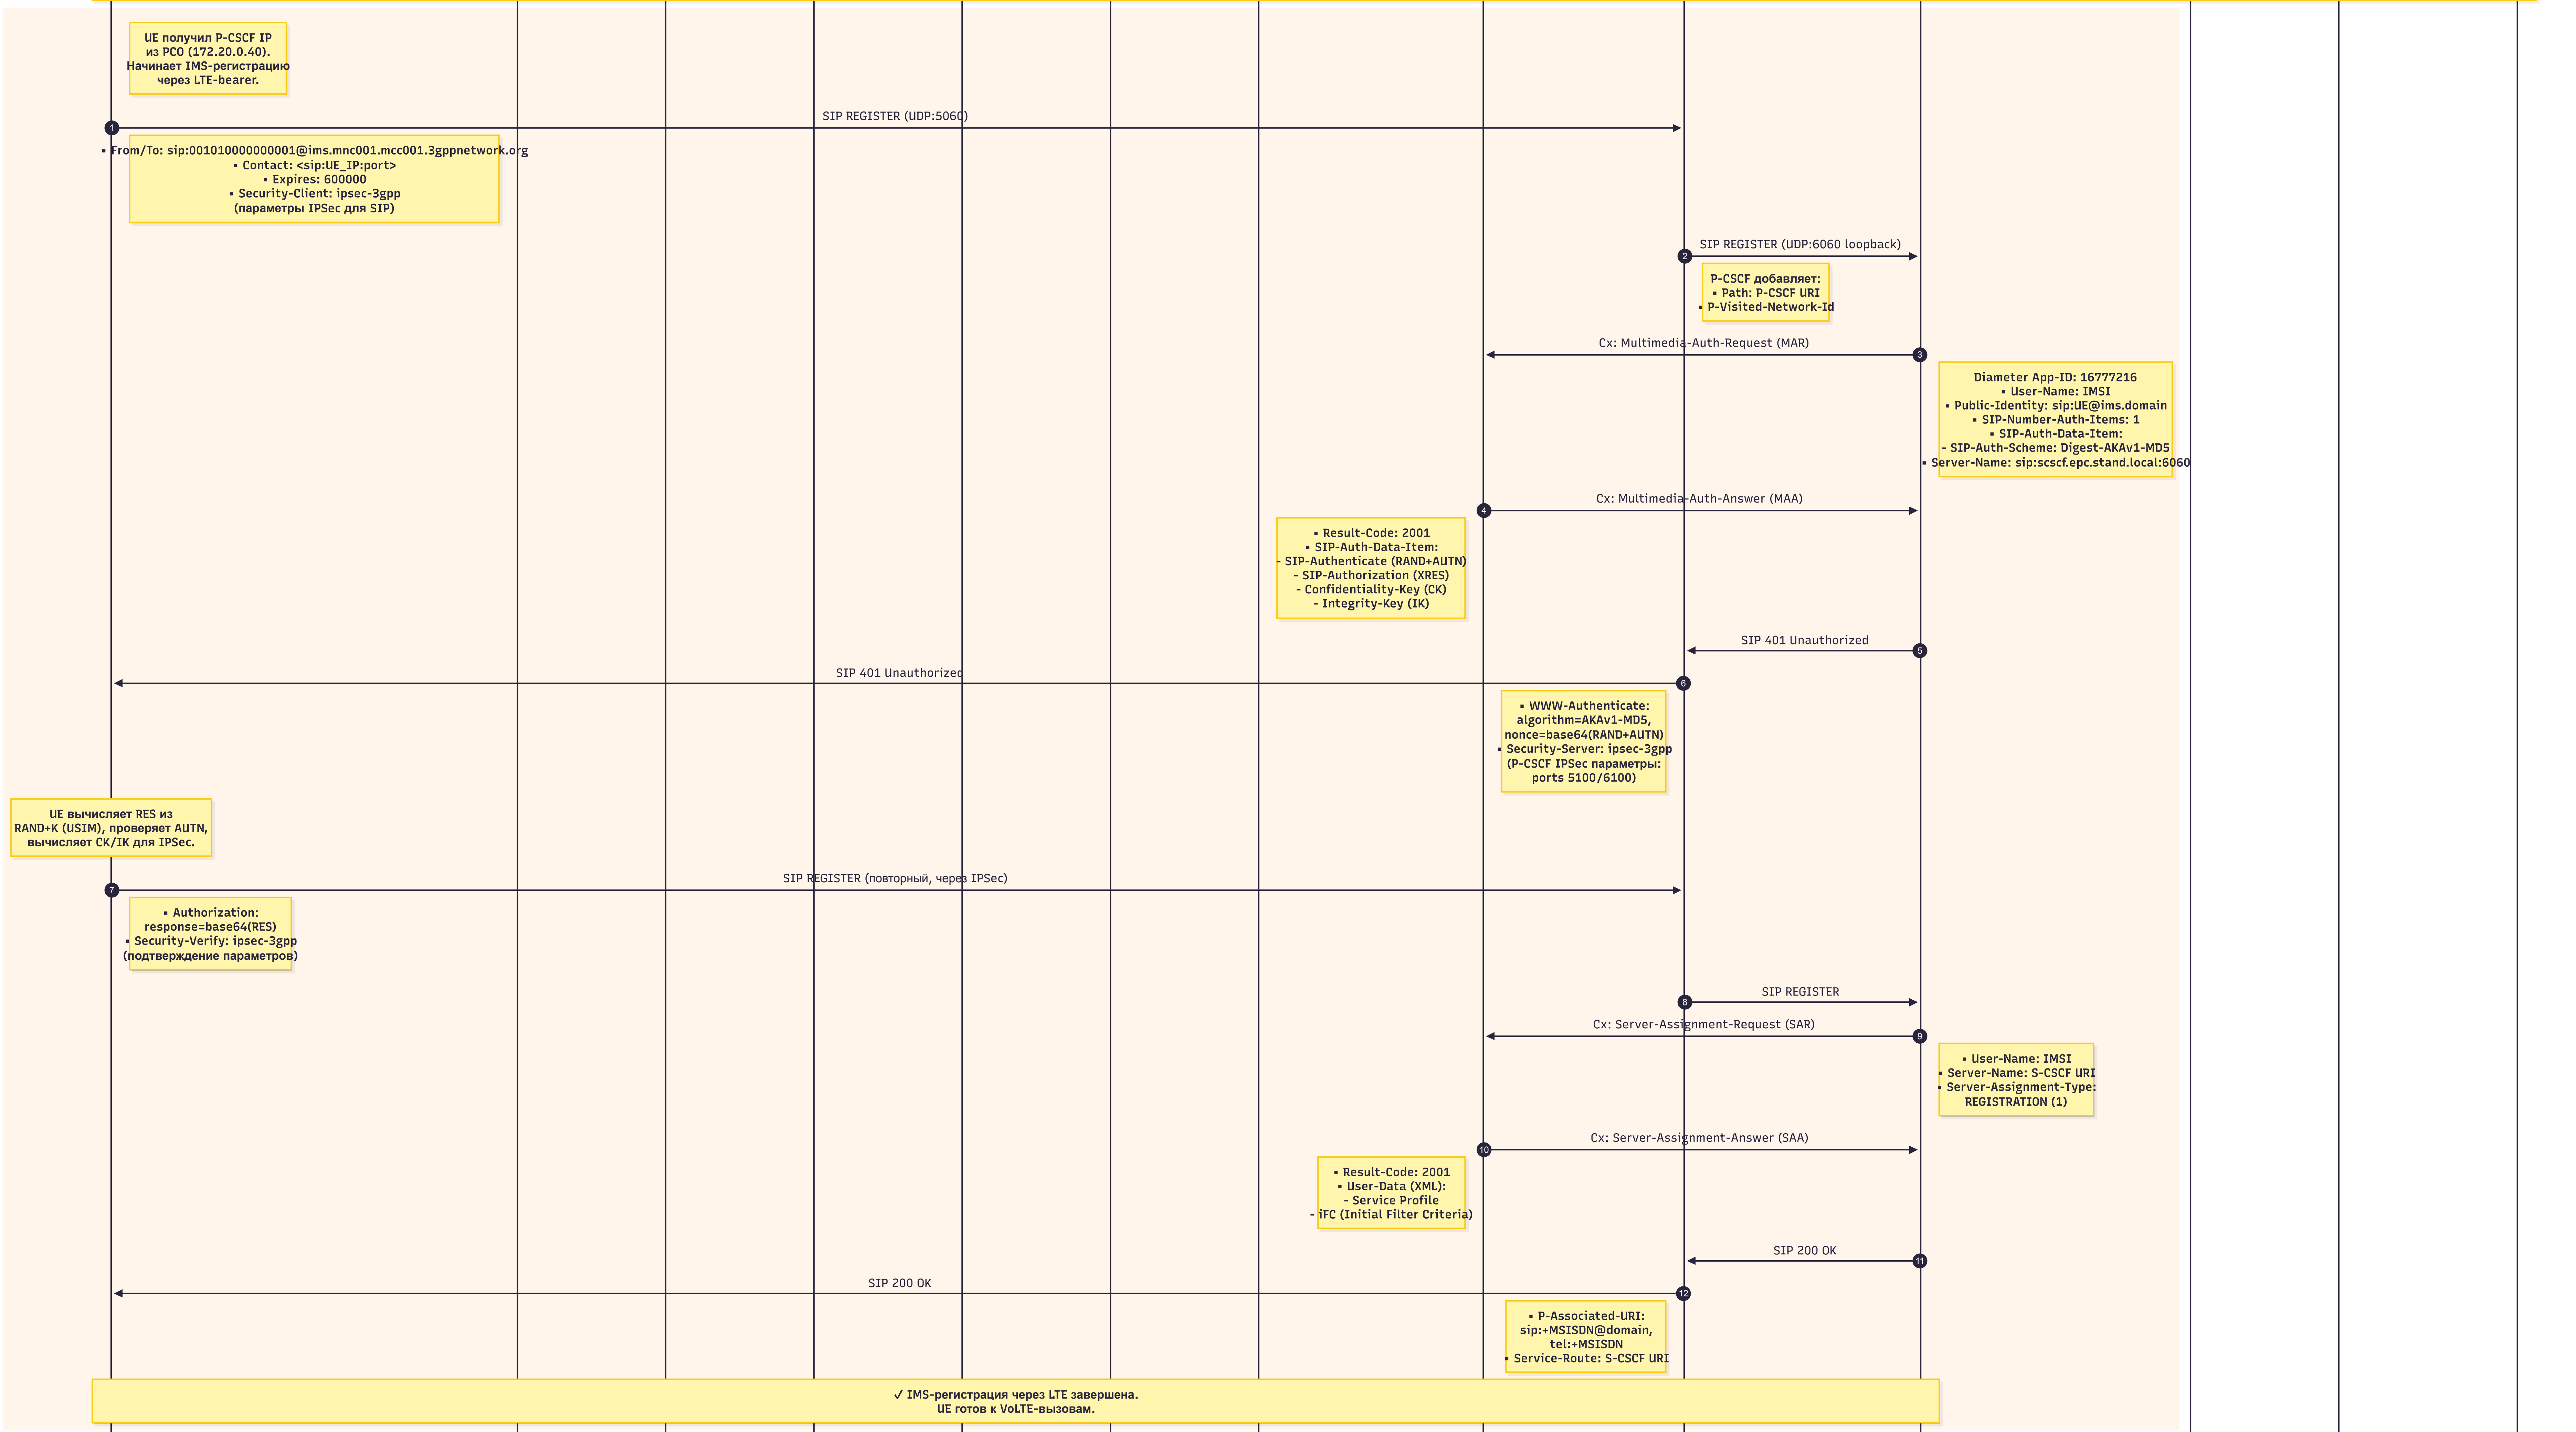 UE получил P-CSCF IP
из PCO (172.20.0.40).
Начинает IMS-регистрацию
через LTE-bearer.
SIP REGISTER (UDP:5060)
1
▪ From/To: sip:001010000000001@ims.mnc001.mcc001.3gppnetwork.org
▪ Contact: <sip:UE_IP:port>
▪ Expires: 600000
▪ Security-Client: ipsec-3gpp
(параметры IPSec для SIP)
SIP REGISTER (UDP:6060 loopback)
2
P-CSCF добавляет:
▪ Path: P-CSCF URI
▪ P-Visited-Network-Id
Cx: Multimedia-Auth-Request (MAR)
3
Diameter App-ID: 16777216
▪ User-Name: IMSI
▪ Public-Identity: sip:UE@ims.domain
▪ SIP-Number-Auth-Items: 1
▪ SIP-Auth-Data-Item:
- SIP-Auth-Scheme: Digest-AKAv1-MD5
▪ Server-Name: sip:scscf.epc.stand.local:6060
Cx: Multimedia-Auth-Answer (MAA)
4
▪ Result-Code: 2001
▪ SIP-Auth-Data-Item:
- SIP-Authenticate (RAND+AUTN)
- SIP-Authorization (XRES)
- Confidentiality-Key (CK)
- Integrity-Key (IK)
SIP 401 Unauthorized
5
SIP 401 Unauthorized
6
▪ WWW-Authenticate:
algorithm=AKAv1-MD5,
nonce=base64(RAND+AUTN)
▪ Security-Server: ipsec-3gpp
(P-CSCF IPSec параметры:
ports 5100/6100)
UE вычисляет RES из
RAND+K (USIM), проверяет AUTN,
вычисляет CK/IK для IPSec.
SIP REGISTER (повторный, через IPSec)
7
▪ Authorization:
response=base64(RES)
▪ Security-Verify: ipsec-3gpp
(подтверждение параметров)
SIP REGISTER
8
Cx: Server-Assignment-Request (SAR)
9
▪ User-Name: IMSI
▪ Server-Name: S-CSCF URI
▪ Server-Assignment-Type:
REGISTRATION (1)
Cx: Server-Assignment-Answer (SAA)
10
▪ Result-Code: 2001
▪ User-Data (XML):
- Service Profile
- iFC (Initial Filter Criteria)
SIP 200 OK
11
SIP 200 OK
12
▪ P-Associated-URI:
sip:+MSISDN@domain,
tel:+MSISDN
▪ Service-Route: S-CSCF URI
✓ IMS-регистрация через LTE завершена.
UE готов к VoLTE-вызовам.